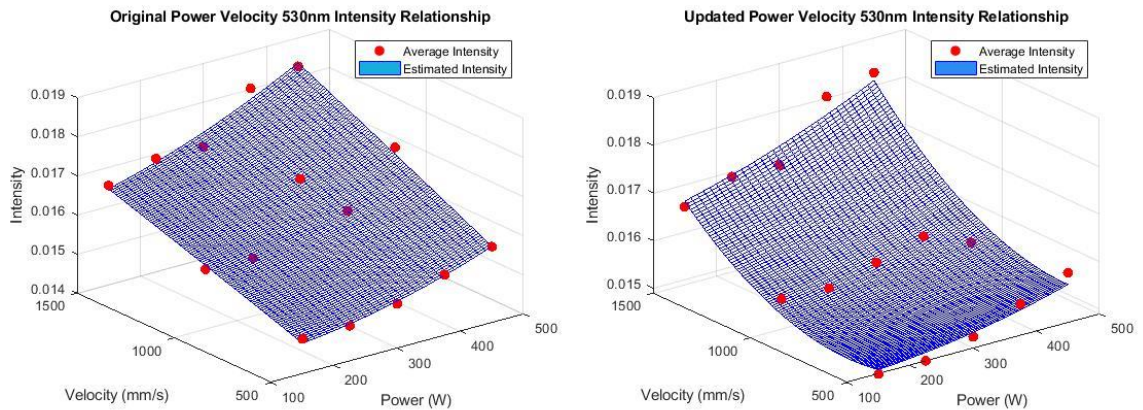 Original Power Velocity 530nm Intensity Relationship
Average Intensity
Estimated Intensity
0.019
0.018
0.017
0.016
0.015
0.014
Intensity
1500
1000
500
Velocity (mm/s)
100
200
300
400
500
Power (W)
Updated Power Velocity 530nm Intensity Relationship
Average Intensity
Estimated Intensity
0.019
0.018
0.017
0.016
0.015
Intensity
1500
1000
500
Velocity (mm/s)
100
200
300
400
500
Power (W)